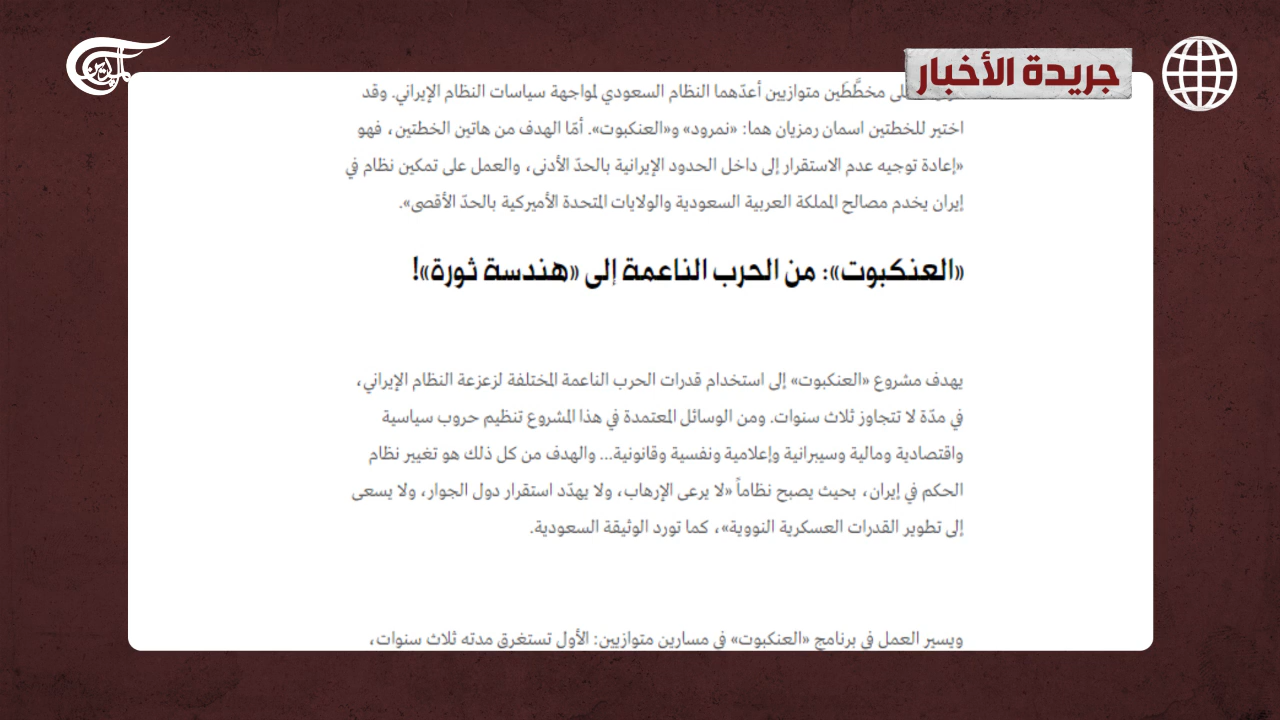 جريدة الأخبار
مخطَّطَين متوازيين أعدّهما النظام السعودي لمواجهة سياسات النظام الإيراني. وقد
اختير للخطتين اسمان رمزيان هما: «نمرود» و«العنكبوت». أمّا الهدف من هاتين الخطتين، فهو
«إعادة توجيه عدم الاستقرار إلى داخل الحدود الإيرانية بالحدّ الأدنى، والعمل على تمكين نظام في
إيران يخدم مصالح المملكة العربية السعودية والولايات المتحدة الأميركية بالحدّ الأقصى».
«العنكبوت»: من الحرب الناعمة إلى «هندسة ثورة»!
يهدف مشروع «العنكبوت» إلى استخدام قدرات الحرب الناعمة المختلفة لزعزعة النظام الإيراني،
في مدّة لا تتجاوز ثلاث سنوات. ومن الوسائل المعتمدة في هذا المشروع تنظيم حروب سياسية
واقتصادية ومالية وسيبرانية وإعلامية ونفسية وقانونية... والهدف من كل ذلك هو تغيير نظام
الحكم في إيران، بحيث يصبح نظاماً «لا يرعى الإرهاب، ولا يهدّد استقرار دول الجوار، ولا يسعى
إلى تطوير القدرات العسكرية النووية»، كما تورد الوثيقة السعودية.
ويسير العمل في برنامج «العنكبوت» في مسارين متوازيين: الأول تستغرق مدته ثلاث سنوات،